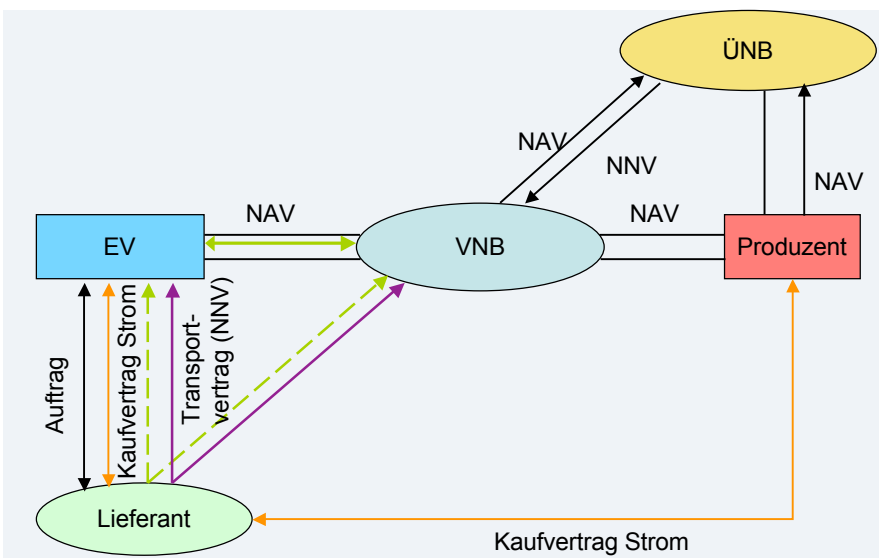 ÜNB
NAV
NNV
NAV
NAV
NAV
EV
VNB
Produzent
Auftrag
Kaufvertrag Strom
Transport-
vertrag (NNV)
Lieferant
Kaufvertrag Strom